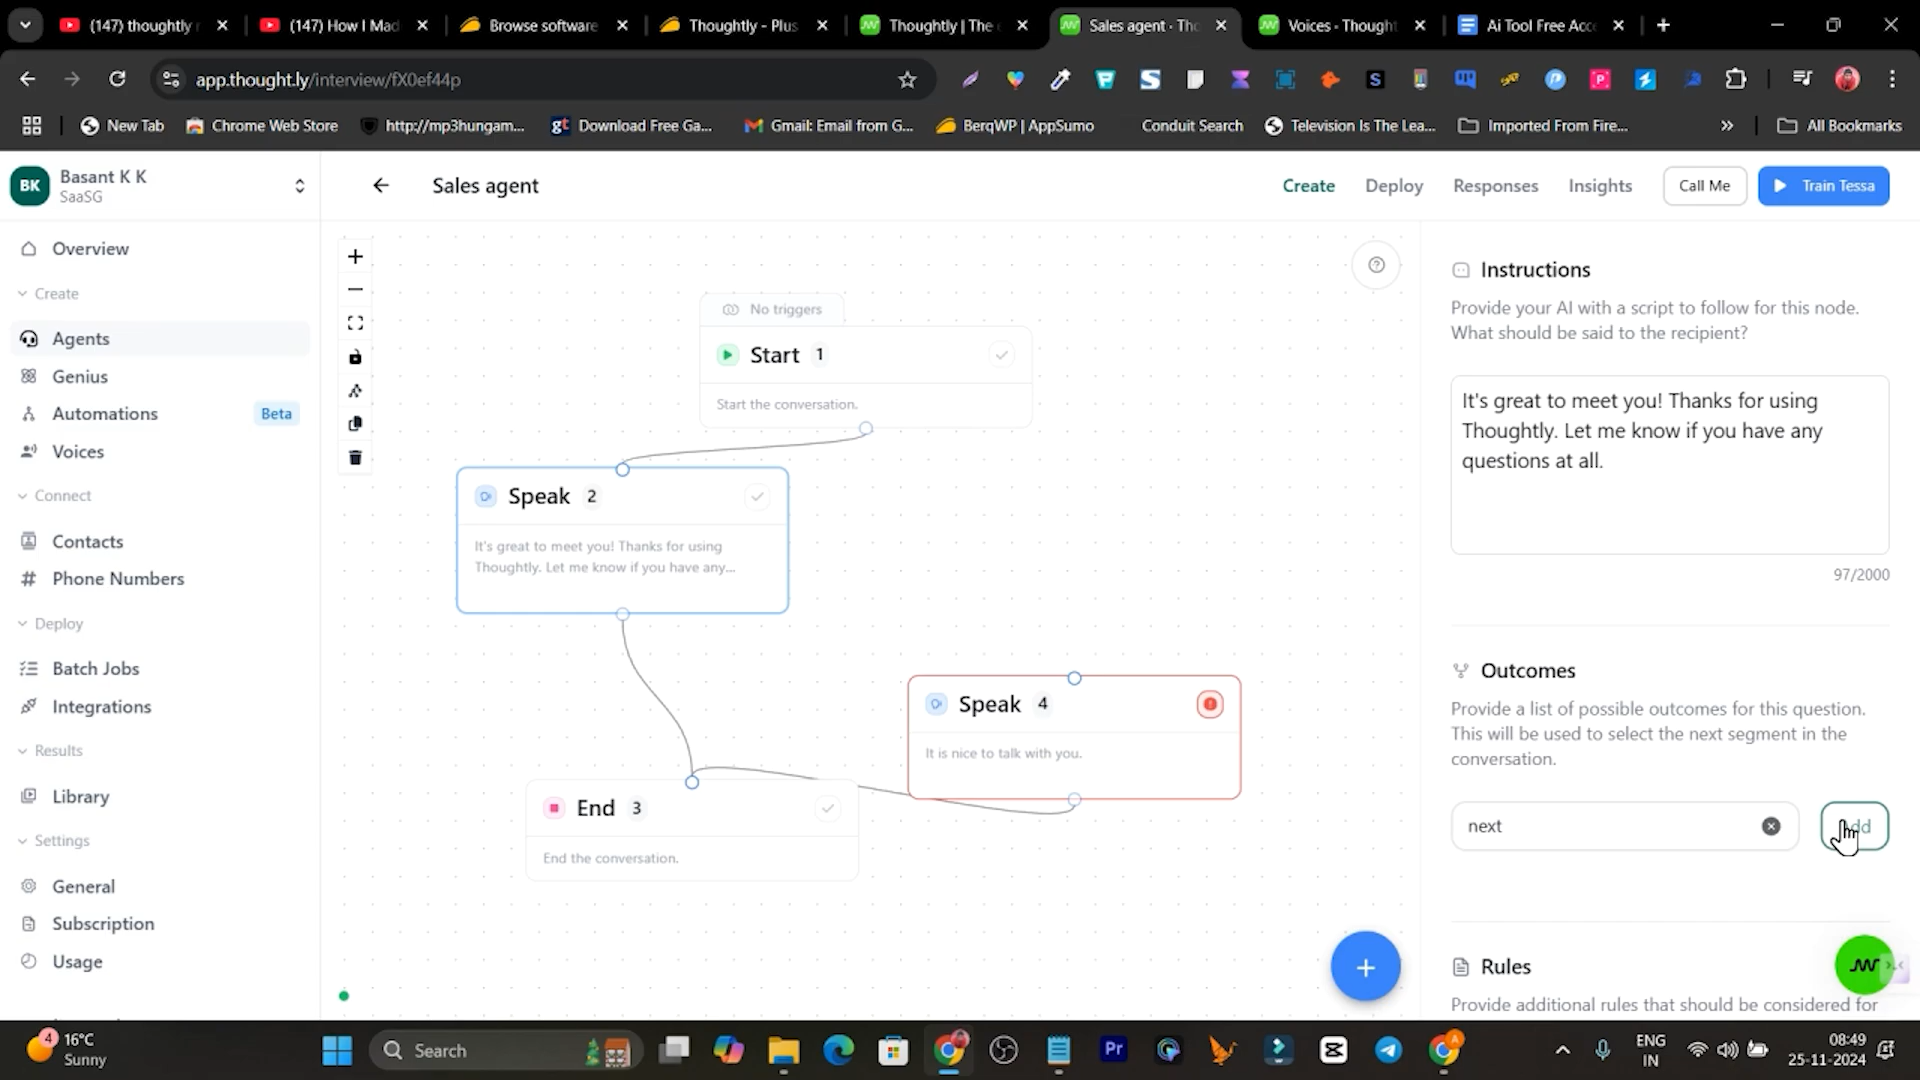 (147) thoughtly r
(147) How I Mad
Browse software
Thoughtly - Plus
Thoughtly | The e
Sales agent · Tho
Voices - Thought
Ai Tool Free Acce
app.thought.ly/interview/fX0ef44p
New Tab
Chrome Web Store
http://mp3hungam...
Download Free Ga...
Gmail: Email from G...
BerqWP | AppSumo
Conduit Search
Television Is The Lea...
Imported From Fire...
All Bookmarks
BK
Basant K K
SaaSG
Sales agent
Create
Deploy
Responses
Insights
Call Me
Train Tessa
Overview
Create
Agents
Genius
Automations
Beta
Voices
Connect
Contacts
Phone Numbers
Deploy
Batch Jobs
Integrations
Results
Library
Settings
General
Subscription
Usage
No triggers
Start 1
Start the conversation.
Speak 2
It's great to meet you! Thanks for using
Thoughtly. Let me know if you have any...
Speak 4
It is nice to talk with you.
End 3
End the conversation.
Instructions
Provide your AI with a script to follow for this node.
What should be said to the recipient?
It's great to meet you! Thanks for using
Thoughtly. Let me know if you have any
questions at all.
97/2000
Outcomes
Provide a list of possible outcomes for this question.
This will be used to select the next segment in the
conversation.
next
Rules
Provide additional rules that should be considered for
4
16°C
Sunny
Search
Pr
ENG
IN
08:49
25-11-2024